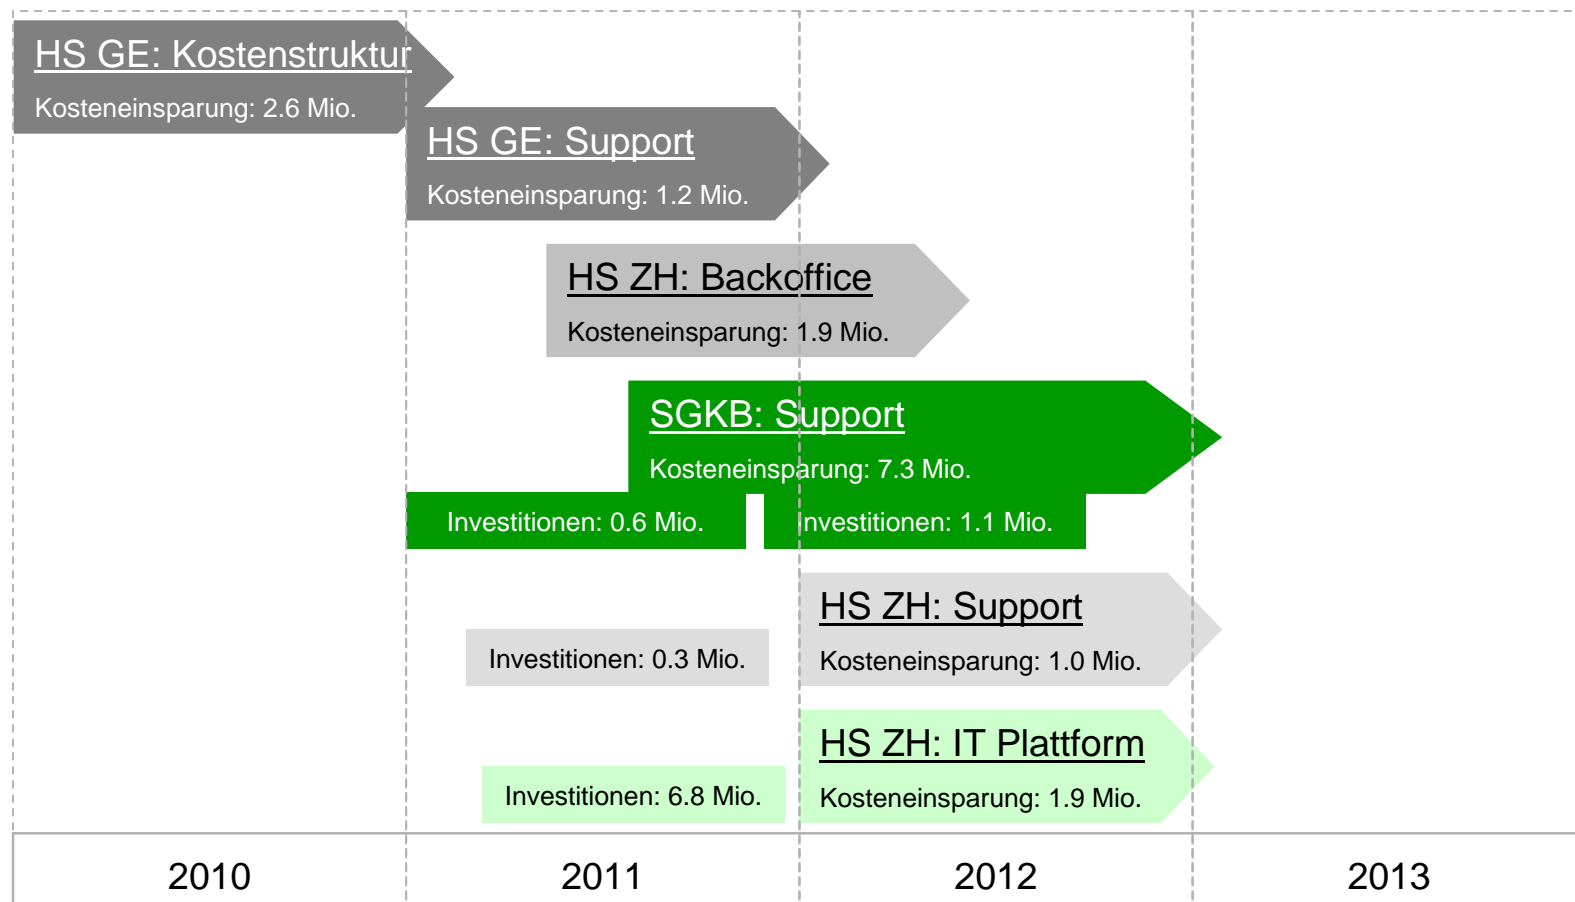 HS GE: Kostenstruktur
Kosteneinsparung: 2.6 Mio.
HS GE: Support
Kosteneinsparung: 1.2 Mio.
HS ZH: Backoffice
Kosteneinsparung: 1.9 Mio.
SGKB: Support
Kosteneinsparung: 7.3 Mio.
Investitionen: 0.6 Mio.
Investitionen: 1.1 Mio.
HS ZH: Support
Kosteneinsparung: 1.0 Mio.
Investitionen: 0.3 Mio.
HS ZH: IT Plattform
Kosteneinsparung: 1.9 Mio.
Investitionen: 6.8 Mio.
2010
2011
2012
2013